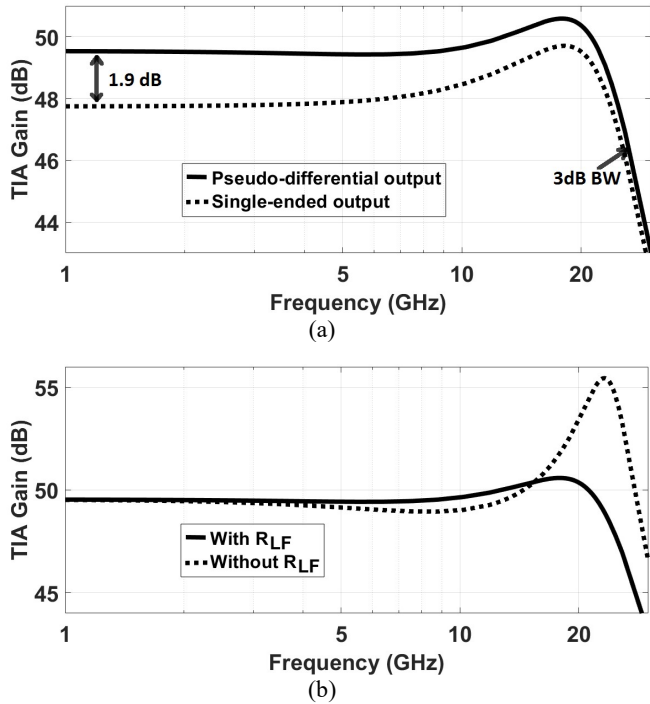 50
48
46
44
TIA Gain (dB)
1.9 dB
3dB BW
Pseudo-differential output
Single-ended output
1 5 10 20
Frequency (GHz)
(a)
55
50
45
TIA Gain (dB)
With RLF
Without RLF
1 5 10 20
Frequency (GHz)
(b)